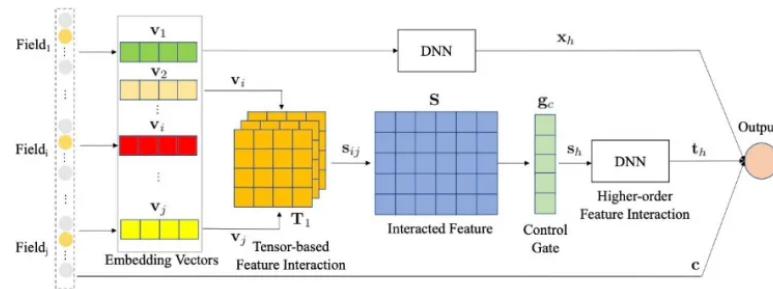 Field1
Fieldi
Fieldj
v1
v2
vi
vj
Embedding Vectors
vi
vj
T1
Tensor-based
Feature Interaction
sij
S
Interacted Feature
gc
Control
Gate
sh
DNN
Higher-order
Feature Interaction
th
DNN
xh
c
Output